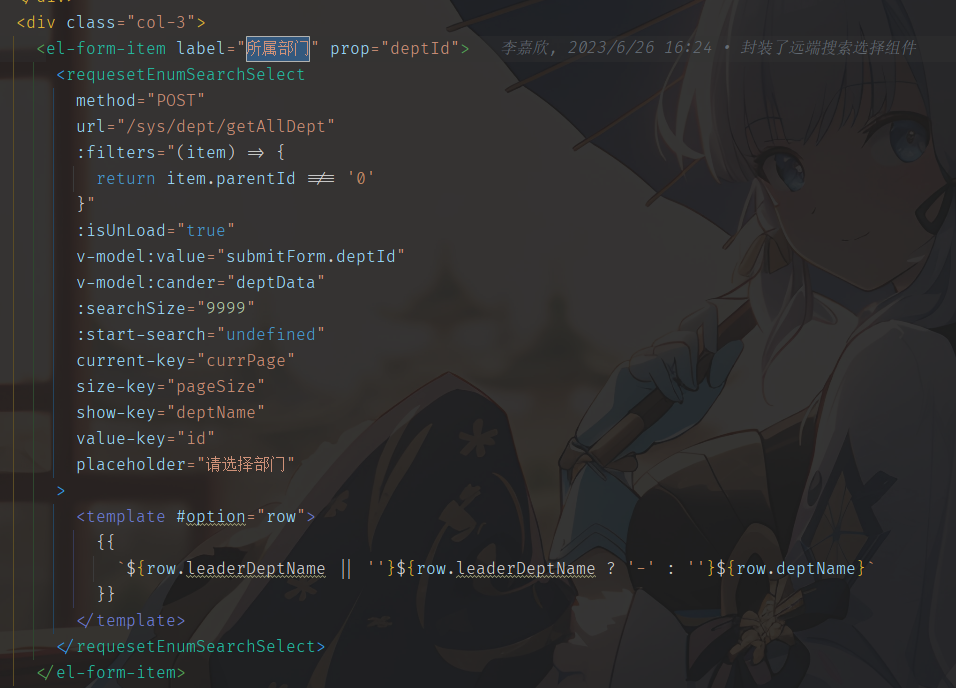 <div class="col-3">
<el-form-item label="所属部门" prop="deptId"> 李嘉欣, 2023/6/26 16:24 • 封装了远端搜索选择组件
<requesetEnumSearchSelect
method="POST"
url="/sys/dept/getAllDept"
:filters="(item) => {
return item.parentId !== '0'
}"
:isUnLoad="true"
v-model:value="submitForm.deptId"
v-model:cander="deptData"
:searchSize="9999"
:start-search="undefined"
current-key="currPage"
size-key="pageSize"
show-key="deptName"
value-key="id"
placeholder="请选择部门"
>
<template #option="row">
{{
`${row.leaderDeptName || ''}${row.leaderDeptName ? '-' : ''}${row.deptName}`
}}
</template>
</requesetEnumSearchSelect>
</el-form-item>